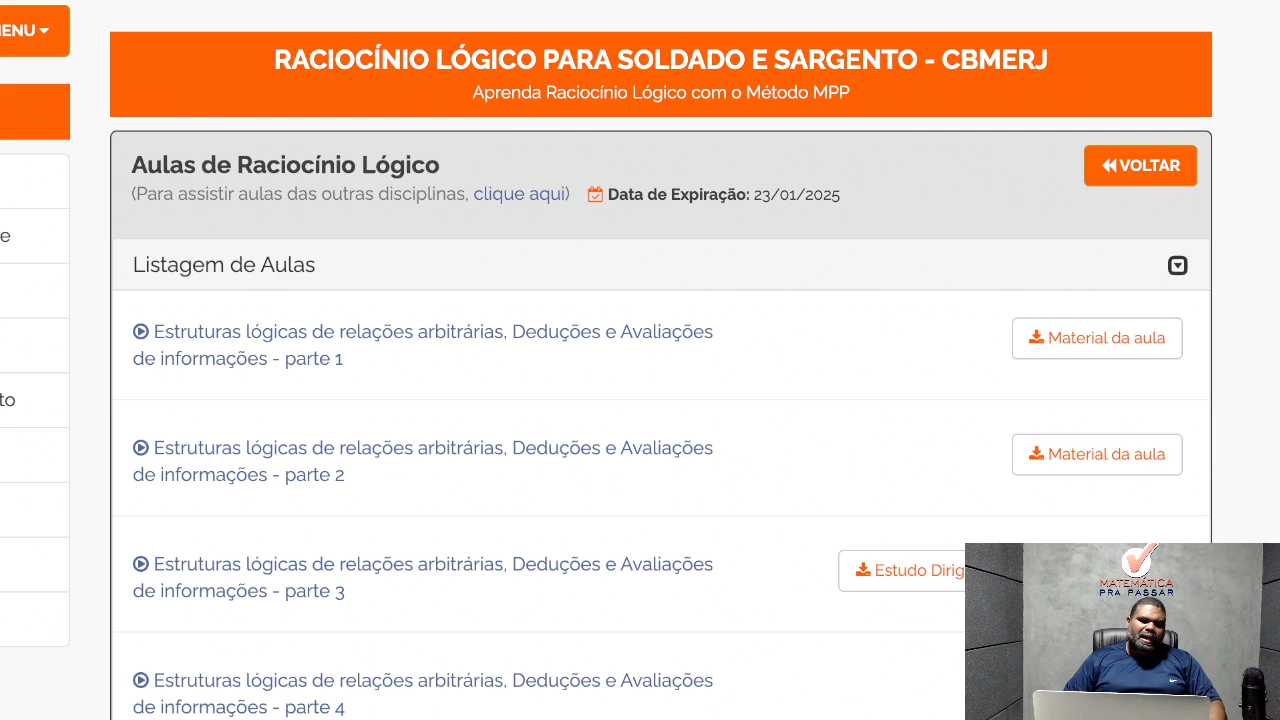 MENU
RACIOCÍNIO LÓGICO PARA SOLDADO E SARGENTO - CBMERJ
Aprenda Raciocínio Lógico com o Método MPP
Aulas de Raciocínio Lógico
VOLTAR
(Para assistir aulas das outras disciplinas, clique aqui) Data de Expiração: 23/01/2025
e
Listagem de Aulas
Estruturas lógicas de relações arbitrárias, Deduções e Avaliações
de informações - parte 1
Material da aula
to
Estruturas lógicas de relações arbitrárias, Deduções e Avaliações
de informações - parte 2
Material da aula
Estruturas lógicas de relações arbitrárias, Deduções e Avaliações
de informações - parte 3
Estudo Dirig
MATEMÁTICA
PRA PASSAR
Estruturas lógicas de relações arbitrárias, Deduções e Avaliações
de informações - parte 4